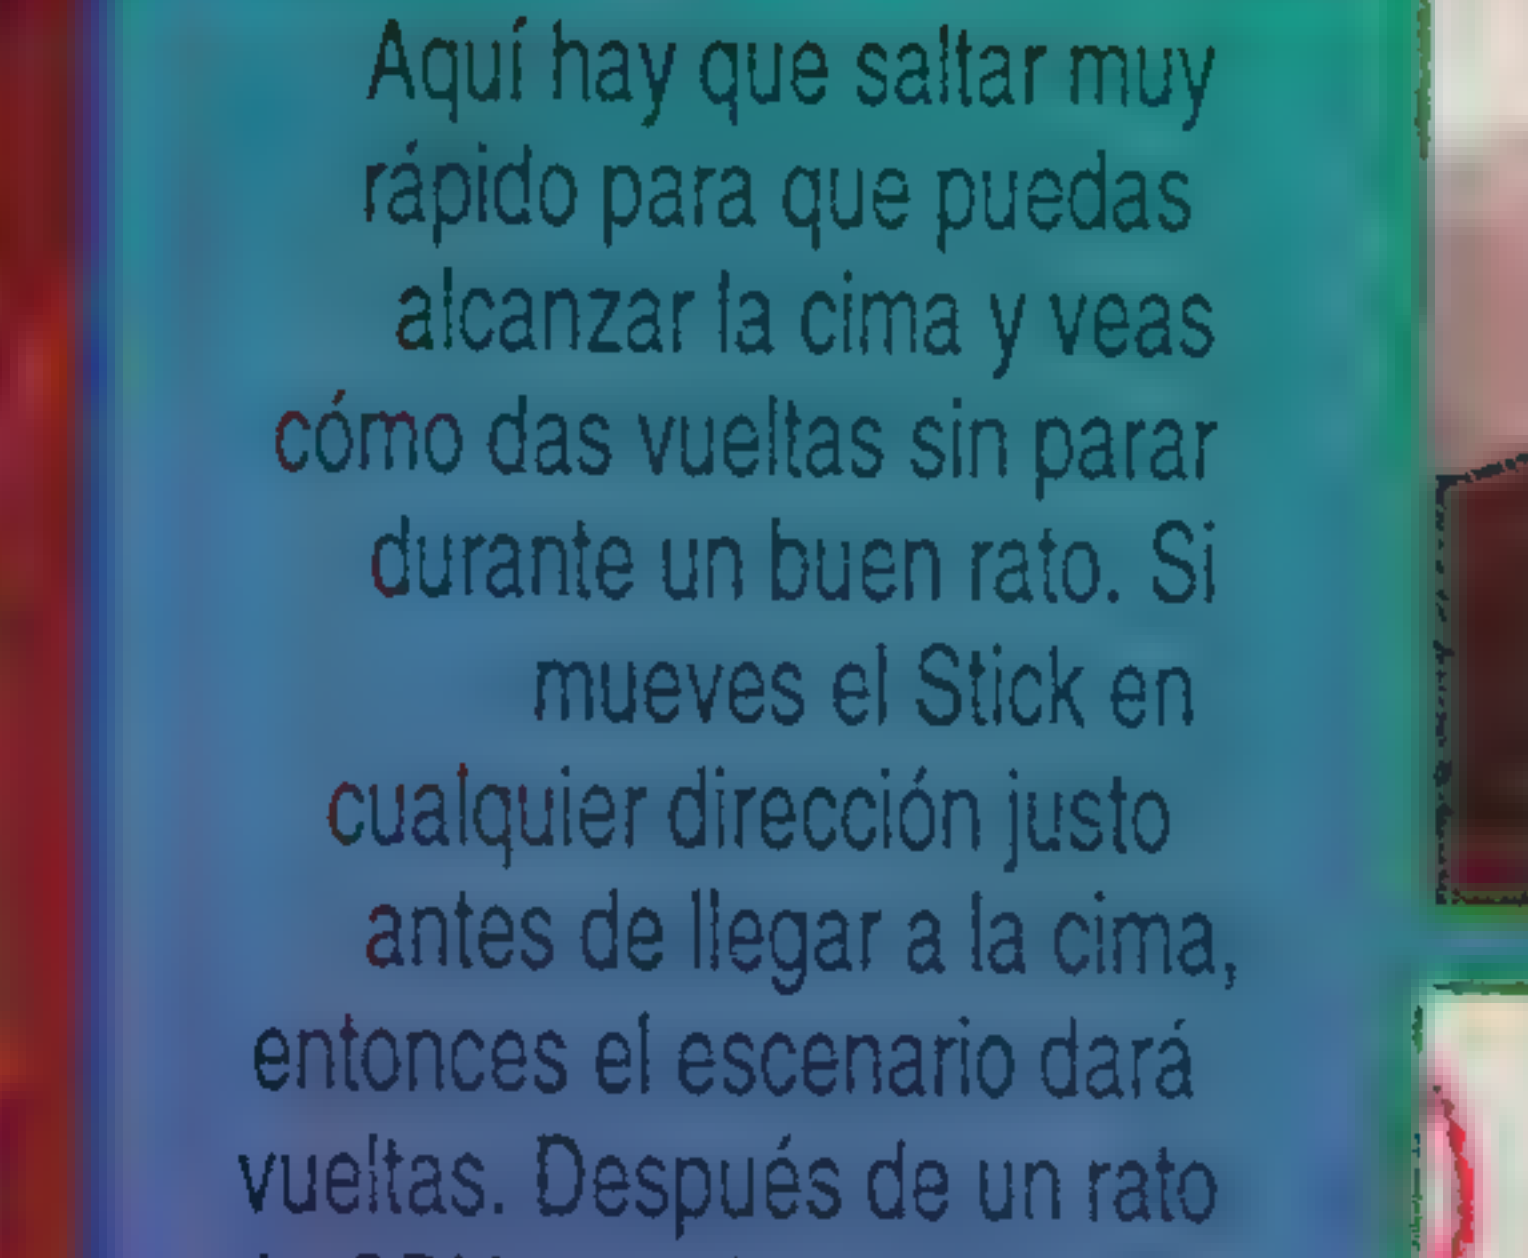 Aquí hay que saltar muy
rápido para que puedas
alcanzar la cima y veas
cómo das vueltas sin parar
durante un buen rato. Si
mueves el Stick en
cualquier dirección justo
antes de llegar a la cima,
entonces el escenario dará
vueltas. Después de un rato